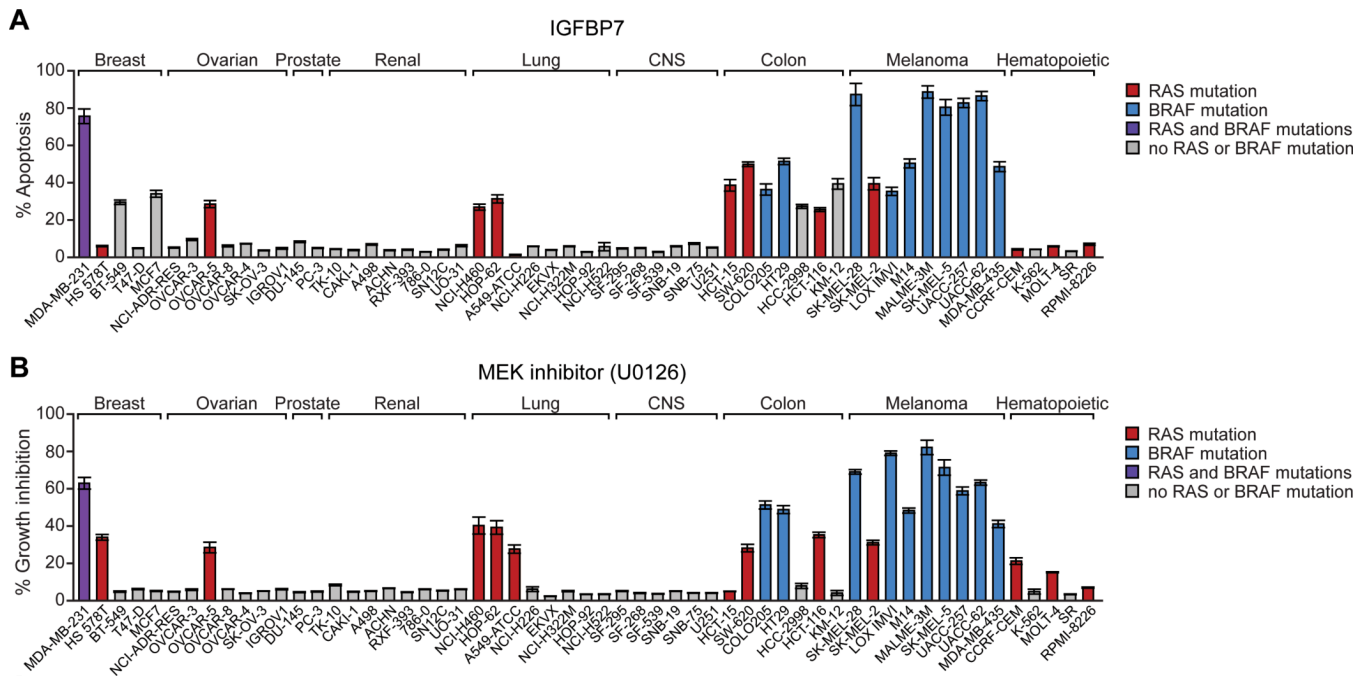 A
IGFBP7
Breast Ovarian Prostate Renal Lung CNS Colon Melanoma Hematopoietic
% Apoptosis
100
80
60
40
20
0
RAS mutation
BRAF mutation
RAS and BRAF mutations
no RAS or BRAF mutation
MDA-MB-231
HS 578T
BT-549
T47-D
MCF7
NCI-ADR-RES
OVCAR-3
OVCAR-5
OVCAR-8
OVCAR-4
SK-OV-3
IGROV1
DU-145
PC-3
TK-10
CAKI-1
A498
ACHN
RXF-393
786-0
SN12C
UO-31
NCI-H460
HOP-62
A549-ATCC
NCI-H226
EKVX
NCI-H322M
HOP-92
NCI-H522
SF-295
SF-268
SF-539
SNB-19
SNB-75
U251
HCT-15
SW-620
COLO205
HT29
HCC-2998
HCT-116
KM-12
SK-MEL-28
SK-MEL-2
LOX IMVI
M14
MALME-3M
SK-MEL-5
UACC-257
UACC-62
MDA-MB-435
CCRF-CEM
K-562
MOLT-4
SR
RPMI-8226
B
MEK inhibitor (U0126)
Breast Ovarian Prostate Renal Lung CNS Colon Melanoma Hematopoietic
% Growth inhibition
100
80
60
40
20
0
RAS mutation
BRAF mutation
RAS and BRAF mutations
no RAS or BRAF mutation
MDA-MB-231
HS 578T
BT-549
T47-D
MCF7
NCI-ADR-RES
OVCAR-3
OVCAR-5
OVCAR-8
OVCAR-4
SK-OV-3
IGROV1
DU-145
PC-3
TK-10
CAKI-1
A498
ACHN
RXF-393
786-0
SN12C
UO-31
NCI-H460
HOP-62
A549-ATCC
NCI-H226
EKVX
NCI-H322M
HOP-92
NCI-H522
SF-295
SF-268
SF-539
SNB-19
SNB-75
U251
HCT-15
SW-620
COLO205
HT29
HCC-2998
HCT-116
KM-12
SK-MEL-28
SK-MEL-2
LOX IMVI
M14
MALME-3M
SK-MEL-5
UACC-257
UACC-62
MDA-MB-435
CCRF-CEM
K-562
MOLT-4
SR
RPMI-8226